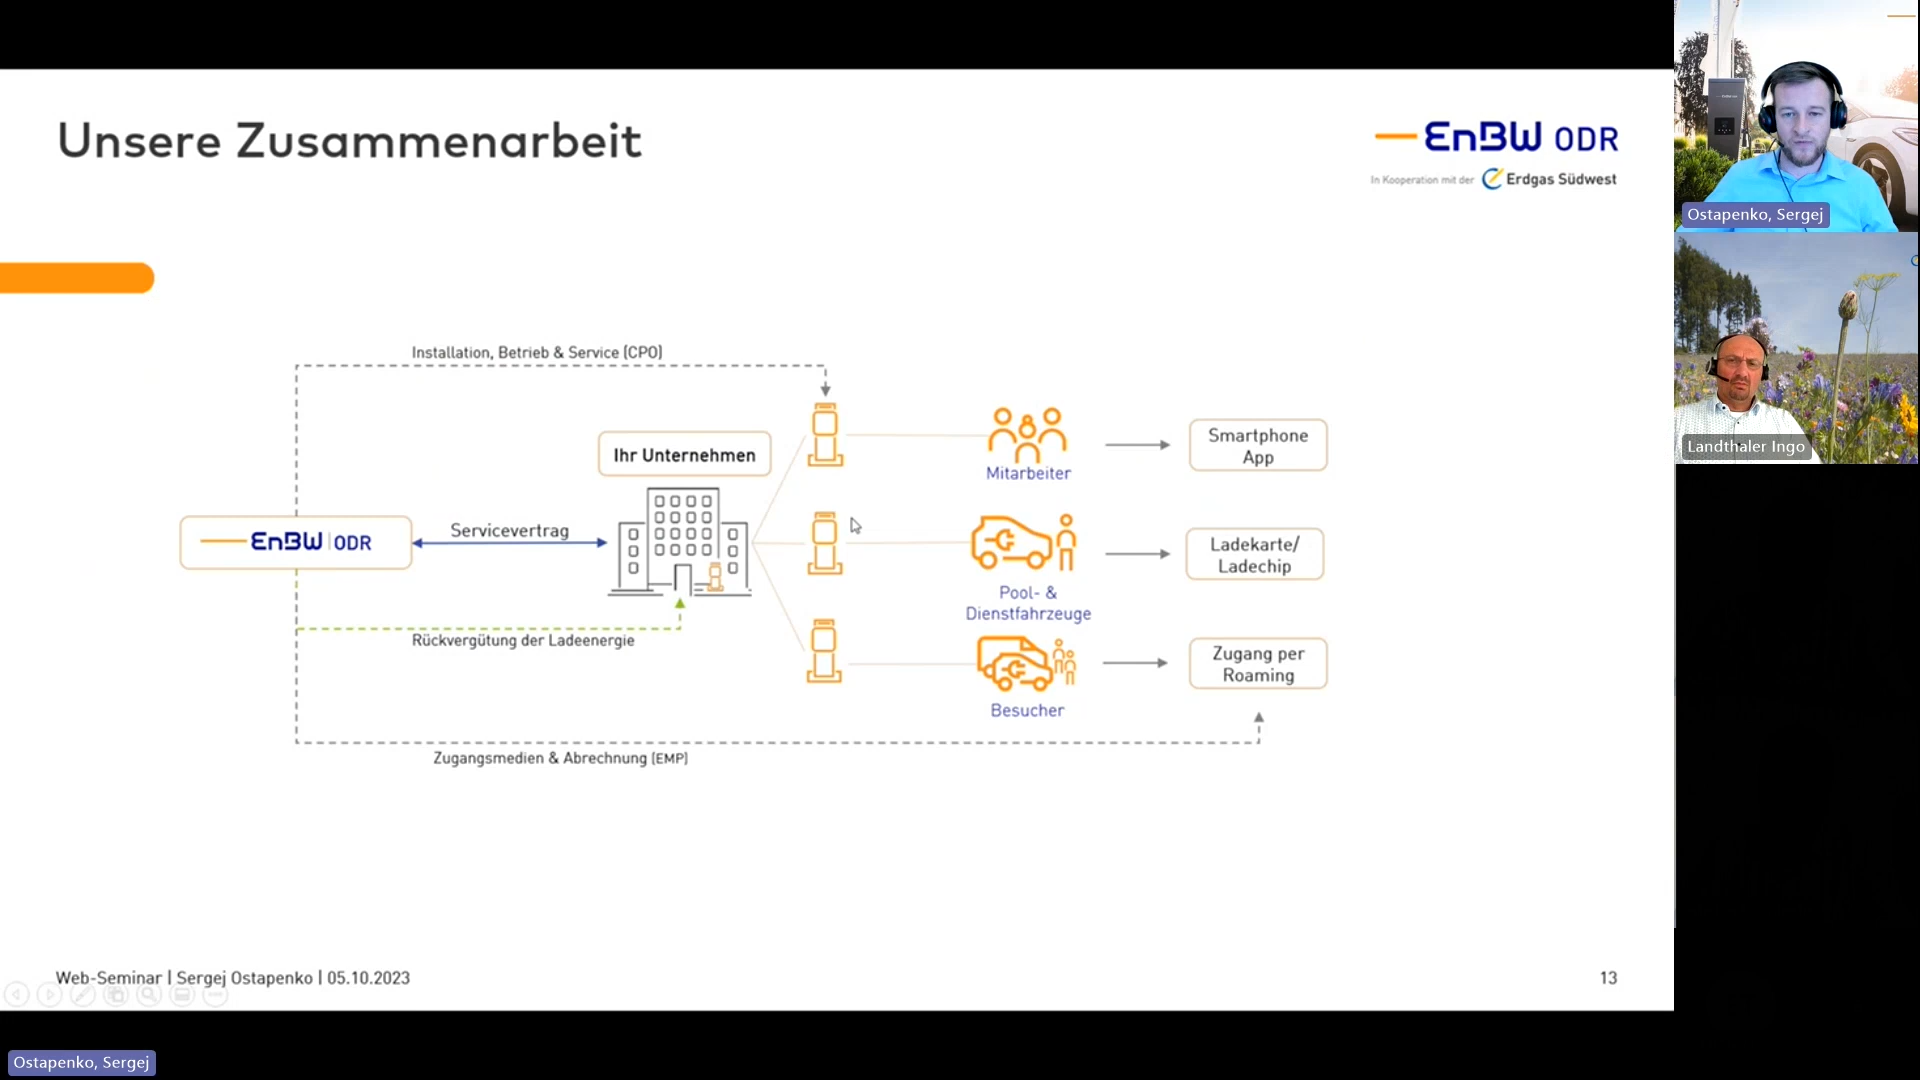 Unsere Zusammenarbeit
EnBW ODR
In Kooperation mit der Erdgas Südwest
Installation, Betrieb & Service (CPO)
Ihr Unternehmen
EnBW ODR
Servicevertrag
Rückvergütung der Ladeenergie
Zugangsmedien & Abrechnung (EMP)
Mitarbeiter
Smartphone
App
Pool- &
Dienstfahrzeuge
Ladekarte/
Ladechip
Besucher
Zugang per
Roaming
Web-Seminar | Sergej Ostapenko | 05.10.2023
13
Ostapenko, Sergej
Landthaler Ingo
Ostapenko, Sergej